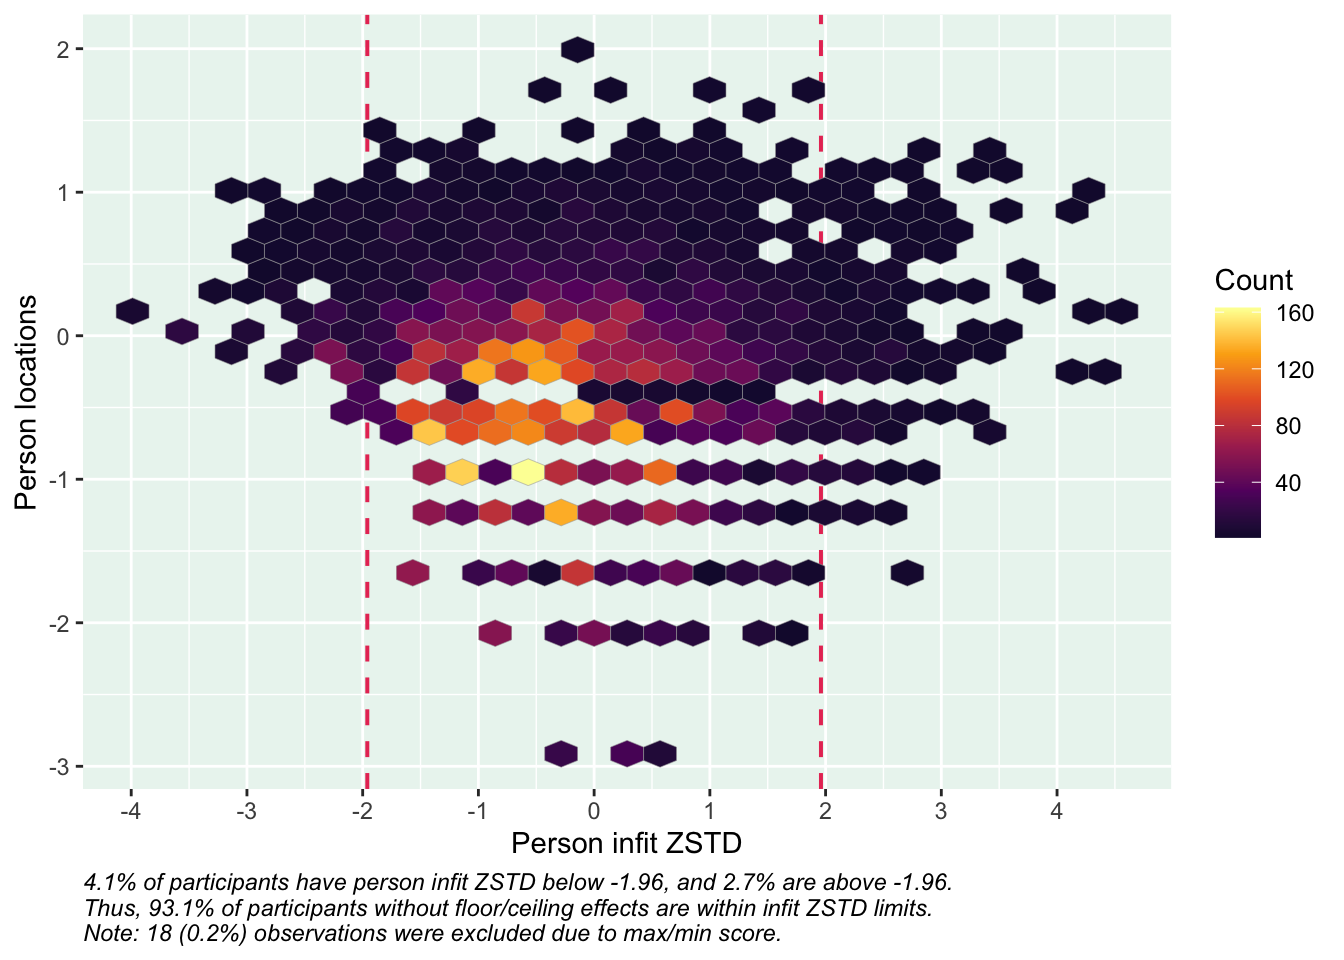 2
1
0
-1
-2
-3
Person locations
-4 -3 -2 -1 0 1 2 3 4
Person infit ZSTD
Count
160
120
80
40
4.1% of participants have person infit ZSTD below -1.96, and 2.7% are above -1.96.
Thus, 93.1% of participants without floor/ceiling effects are within infit ZSTD limits.
Note: 18 (0.2%) observations were excluded due to max/min score.